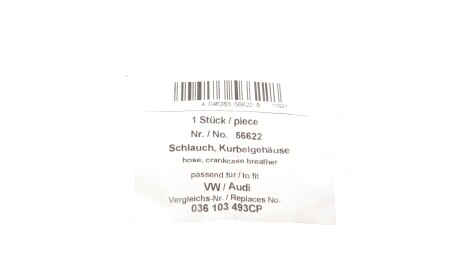 4 046283 56622 8 11021
1 Stück / piece
Nr. / No. 56622
Schlauch, Kurbelgehäuse
hose, crankcase breather
passend für / to fit
VW / Audi
Vergleichs-Nr. / Replaces No.
036 103 493CP